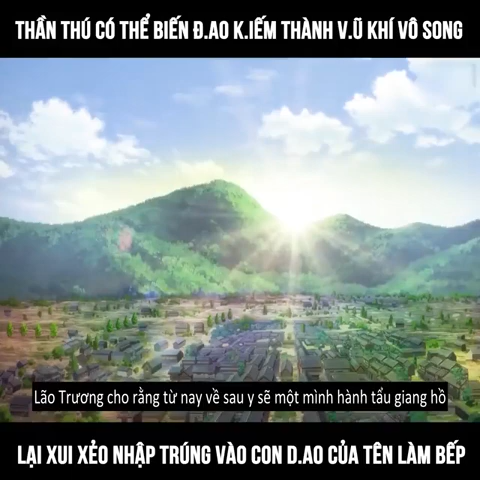 THẦN THÚ CÓ THỂ BIẾN Đ.AO K.IẾM THÀNH V.Ũ KHÍ VÔ SONG
Lão Trương cho rằng từ nay về sau y sẽ một mình hành tẩu giang hồ
LẠI XUI XẺO NHẬP TRÚNG VÀO CON D.AO CỦA TÊN LÀM BẾP